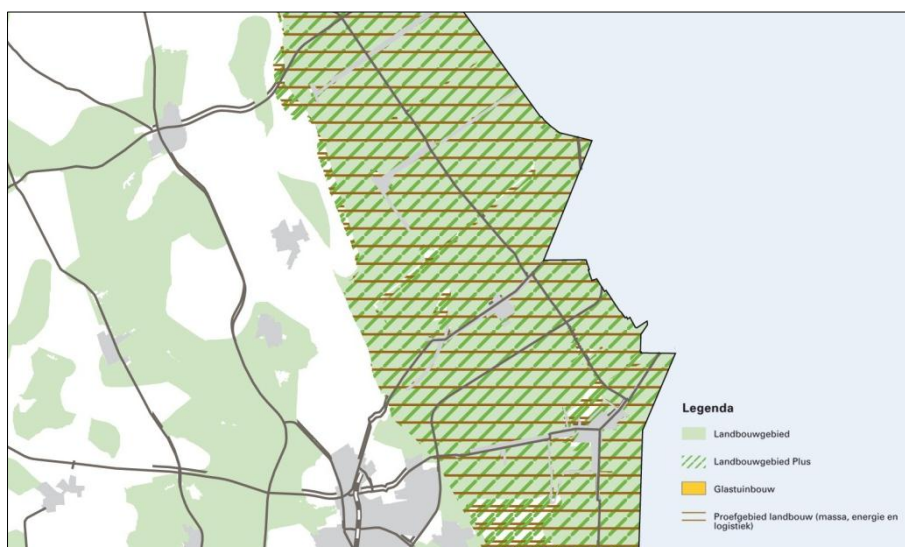 Legenda
Landbouwgebied
Landbouwgebied Plus
Glastuinbouw
Proefgebied landbouw (massa, energie en
logistiek)